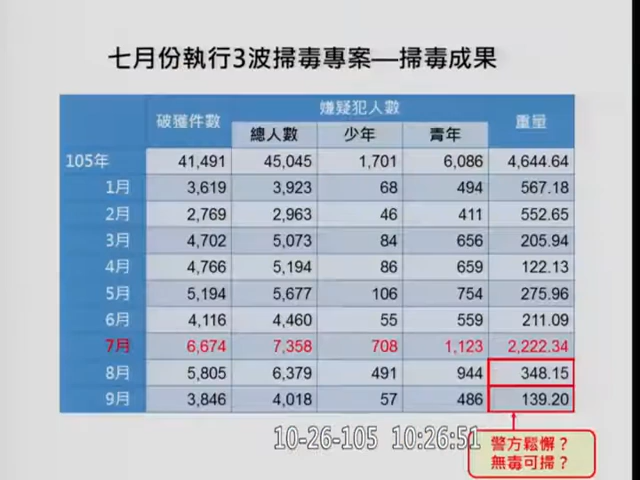 七月份執行3波掃毒專案—掃毒成果
破獲件數 嫌疑犯人數 重量
總人數 少年 青年
105年 41,491 45,045 1,701 6,086 4,644.64
1月 3,619 3,923 68 494 567.18
2月 2,769 2,963 46 411 552.65
3月 4,702 5,073 84 656 205.94
4月 4,766 5,194 86 659 122.13
5月 5,194 5,677 106 754 275.96
6月 4,116 4,460 55 559 211.09
7月 6,674 7,358 708 1,123 2,222.34
8月 5,805 6,379 491 944 348.15
9月 3,846 4,018 57 486 139.20
10-26-105 10:26:51
警方鬆懈？
無毒可掃？